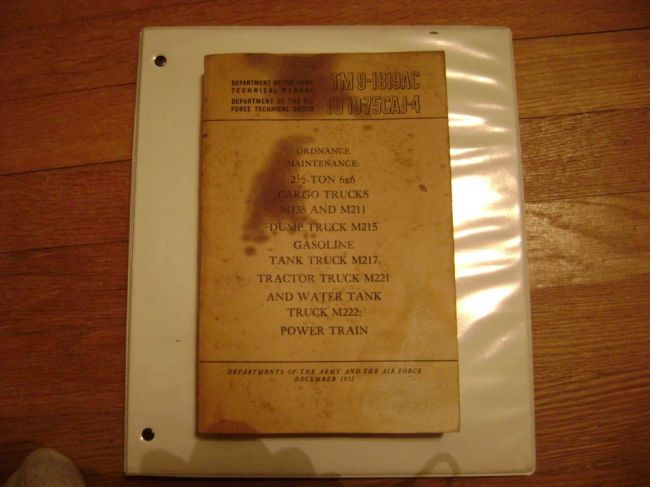 DEPARTMENT OF THE ARMY
TECHNICAL MANUAL
TM 9-1819AC
DEPARTMENT OF THE AIR
FORCE TECHNICAL ORDER
TO 19-75CAJ-4
ORDNANCE
MAINTENANCE:
2½-TON 6x6
CARGO TRUCKS
M135 AND M211
DUMP TRUCK M215
GASOLINE
TANK TRUCK M217
TRACTOR TRUCK M221
AND WATER TANK
TRUCK M222:
POWER TRAIN
DEPARTMENTS OF THE ARMY AND THE AIR FORCE
DECEMBER 1952